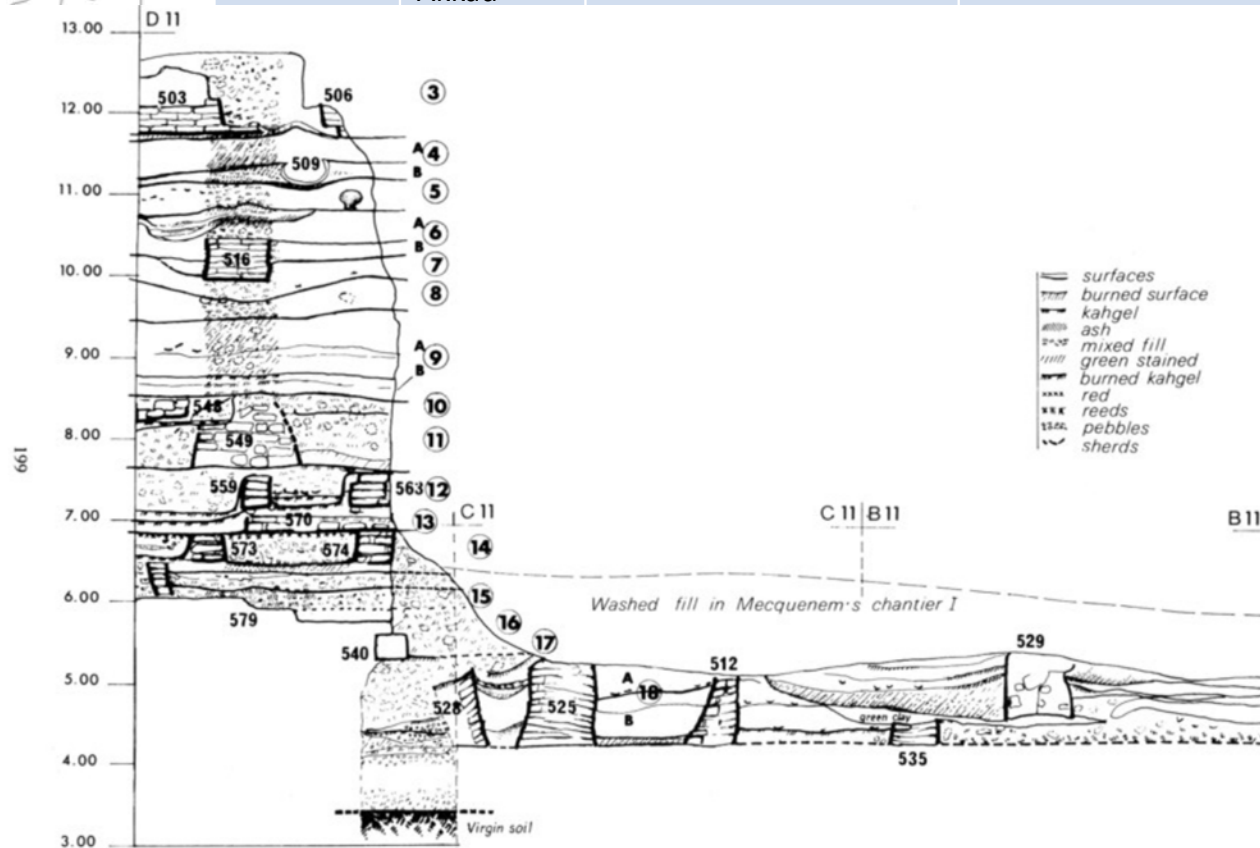 D 11
13.00
503
506
3
12.00
A
4
509
B
11.00
5
A
6
B
516
7
10.00
8
A
9.00
9
B
548
10
8.00
549
11
559
563
12
7.00
570
13
C 11
C 11
B 11
B 11
573
574
14
6.00
15
579
Washed fill in Mecquenem's chantier I
16
17
529
540
512
5.00
A
18
528
525
B
green clay
4.00
535
Virgin soil
3.00
199
surfaces
burned surface
kahgel
ash
mixed fill
green stained
burned kahgel
red
reeds
pebbles
sherds